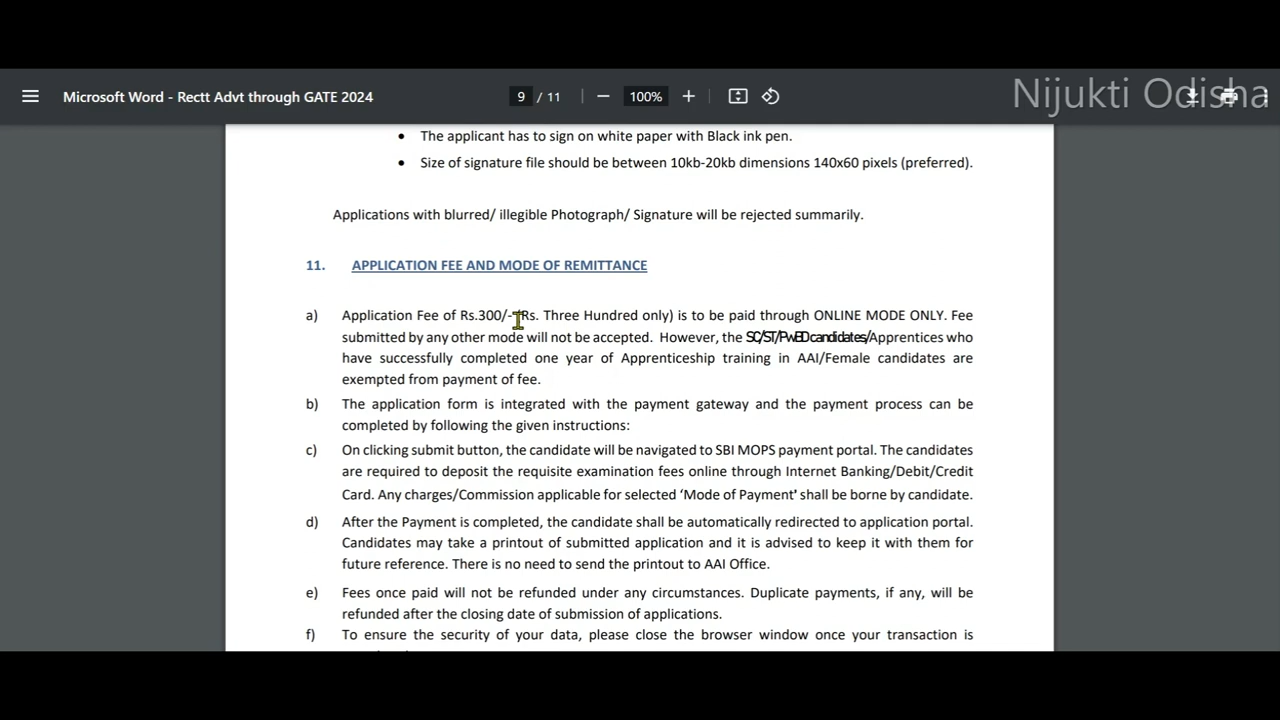 Nijukti Odisha
Microsoft Word - Rectt Advt through GATE 2024
9 / 11
100%
• The applicant has to sign on white paper with Black ink pen.
• Size of signature file should be between 10kb-20kb dimensions 140x60 pixels (preferred).
Applications with blurred/ illegible Photograph/ Signature will be rejected summarily.
11. APPLICATION FEE AND MODE OF REMITTANCE
a) Application Fee of Rs.300/- (Rs. Three Hundred only) is to be paid through ONLINE MODE ONLY. Fee
submitted by any other mode will not be accepted. However, the SC/ST/PwBD candidates/Apprentices who
have successfully completed one year of Apprenticeship training in AAI/Female candidates are
exempted from payment of fee.
b) The application form is integrated with the payment gateway and the payment process can be
completed by following the given instructions:
c) On clicking submit button, the candidate will be navigated to SBI MOPS payment portal. The candidates
are required to deposit the requisite examination fees online through Internet Banking/Debit/Credit
Card. Any charges/Commission applicable for selected ‘Mode of Payment' shall be borne by candidate.
d) After the Payment is completed, the candidate shall be automatically redirected to application portal.
Candidates may take a printout of submitted application and it is advised to keep it with them for
future reference. There is no need to send the printout to AAI Office.
e) Fees once paid will not be refunded under any circumstances. Duplicate payments, if any, will be
refunded after the closing date of submission of applications.
f) To ensure the security of your data, please close the browser window once your transaction is